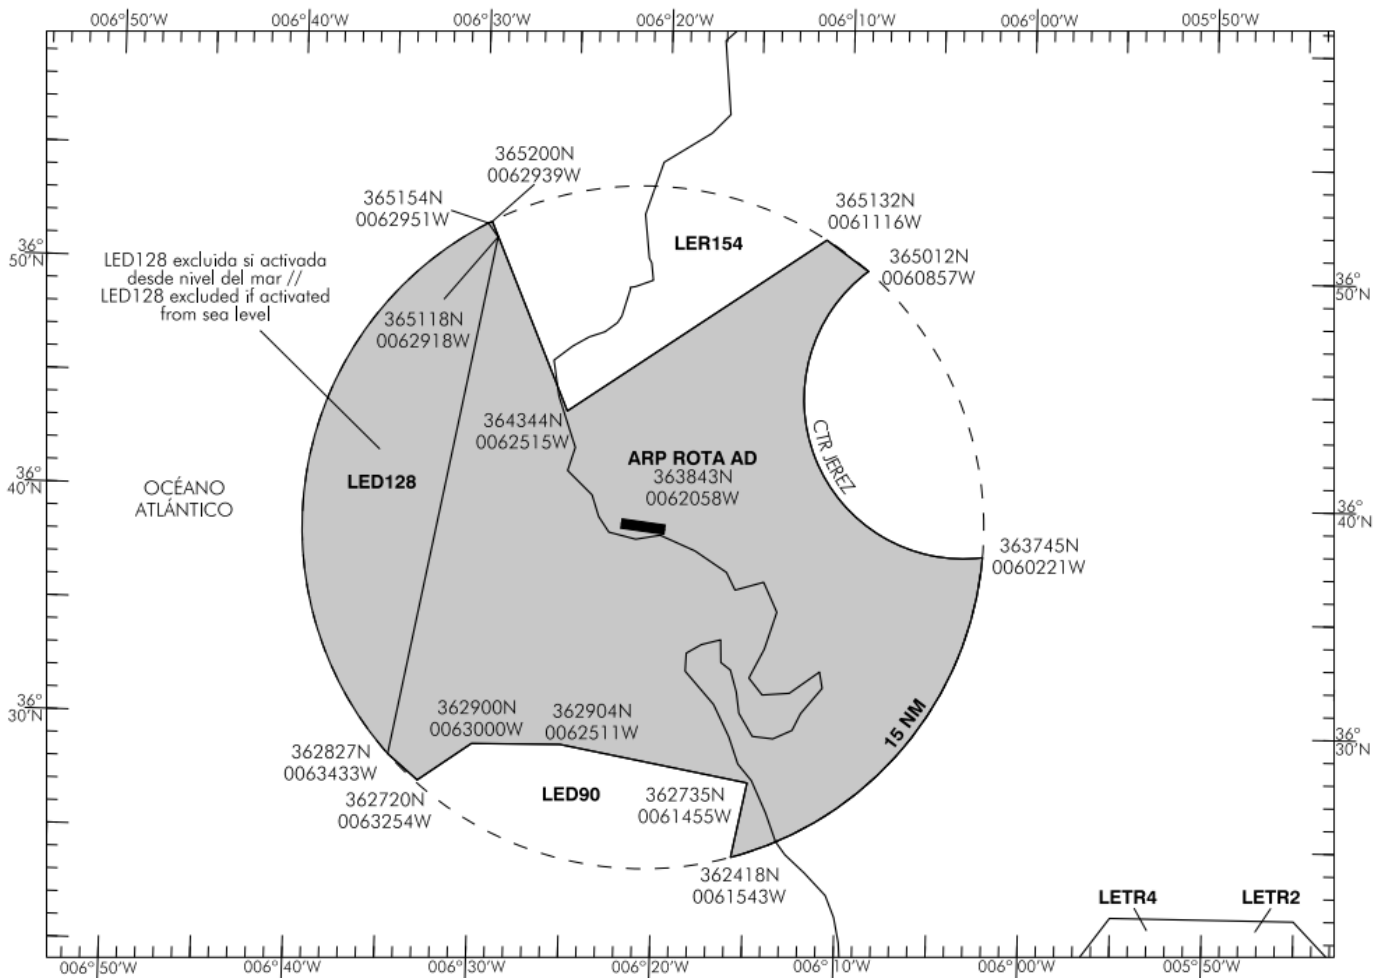 006°50'W
006°40'W
006°30'W
006°20'W
006°10'W
006°00'W
005°50'W
365200N
0062939W
365154N
0062951W
365132N
0061116W
LER154
36°
50'N
365012N
0060857W
LED128 excluida si activada
desde nivel del mar //
LED128 excluded if activated
from sea level
36°
50'N
365118N
0062918W
364344N
0062515W
CTR JEREZ
ARP ROTA AD
363843N
0062058W
36°
40'N
LED128
OCÉANO
ATLÁNTICO
36°
40'N
363745N
0060221W
36°
30'N
362900N
0063000W
362904N
0062511W
15 NM
36°
30'N
362827N
0063433W
362720N
0063254W
LED90
362735N
0061455W
362418N
0061543W
LETR4
LETR2
006°50'W
006°40'W
006°30'W
006°20'W
006°10'W
006°00'W
005°50'W